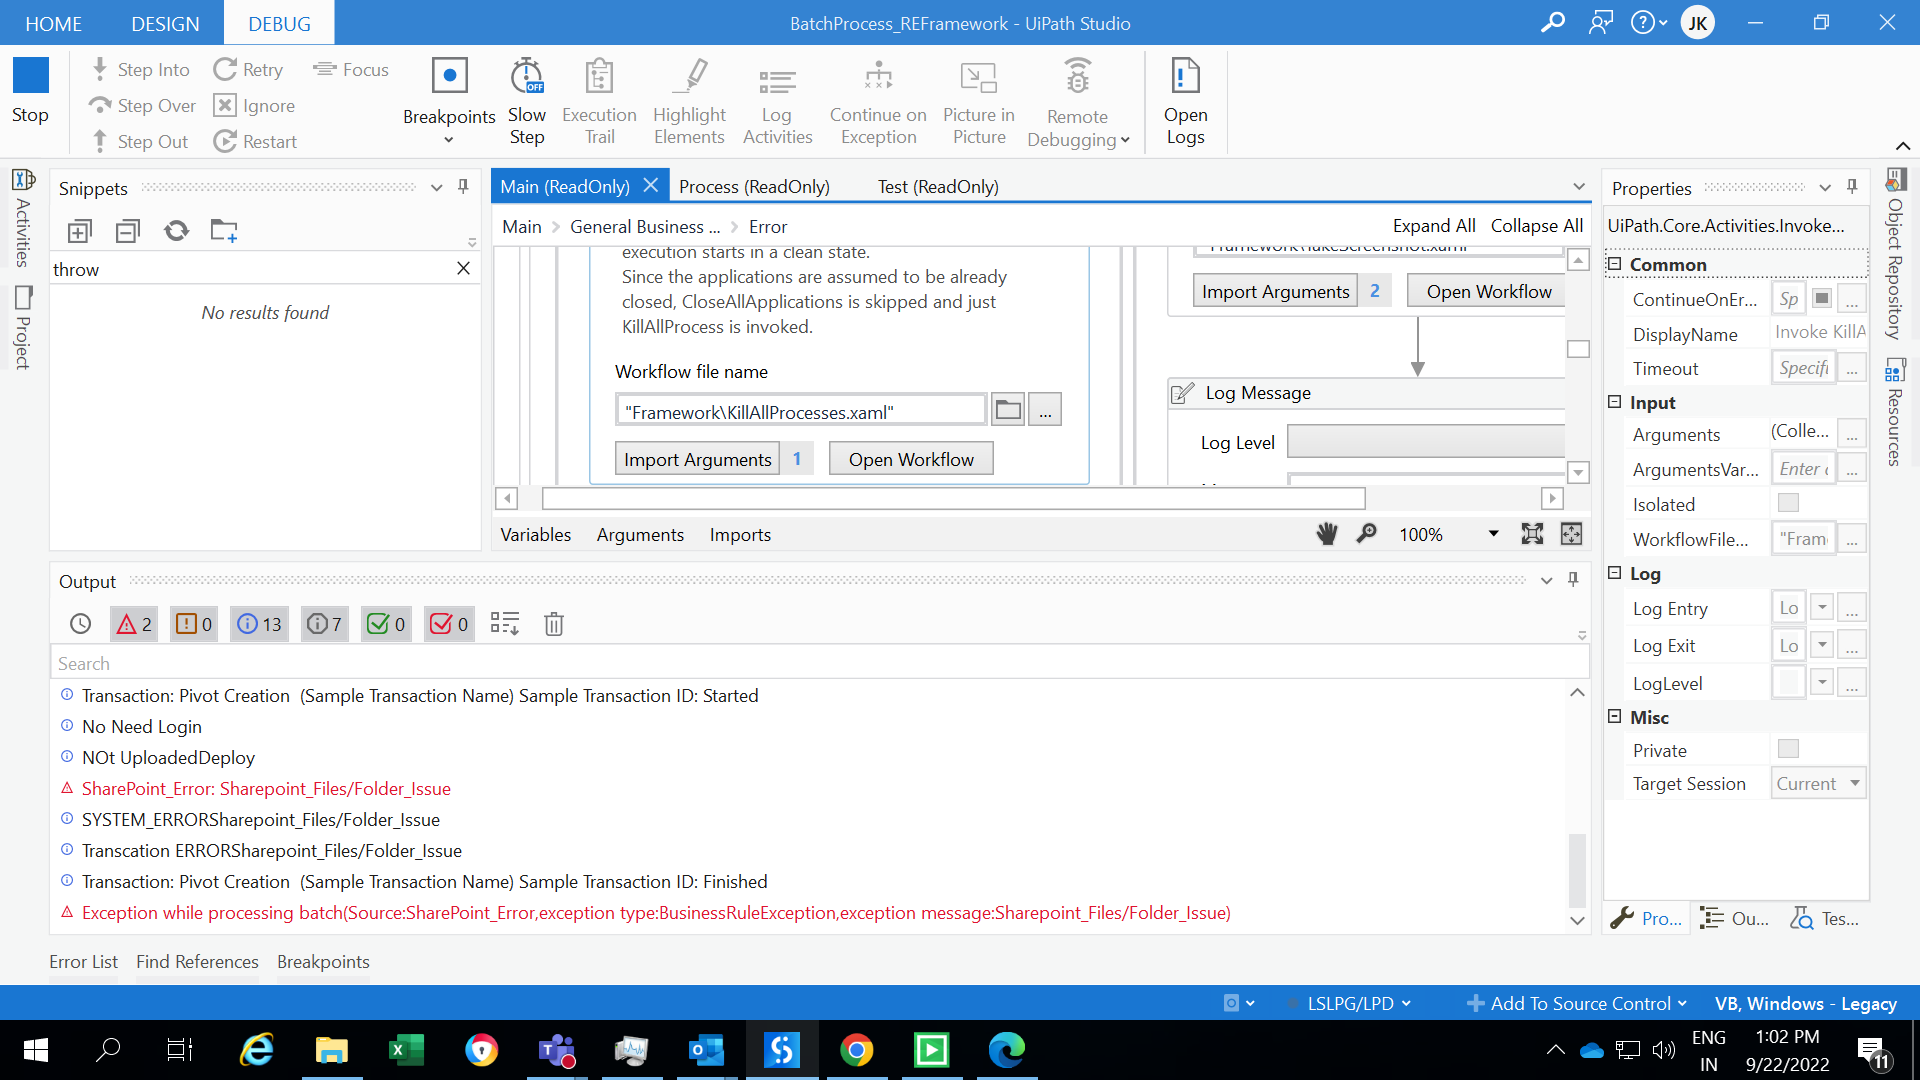 HOME DESIGN DEBUG BatchProcess_REFramework - UiPath Studio JK
Stop
Step Into
Step Over
Step Out
Retry
Ignore
Restart
Focus
Breakpoints
OFF
Slow Step
Execution Trail
Highlight Elements
Log Activities
Continue on Exception
Picture in Picture
Remote Debugging
Open Logs
Activities
Project
Snippets
throw
No results found
Main (ReadOnly) Process (ReadOnly) Test (ReadOnly)
Main General Business ... Error Expand All Collapse All
execution starts in a clean state.
Since the applications are assumed to be already
closed, CloseAllApplications is skipped and just
KillAllProcess is invoked.
Workflow file name
"Framework\KillAllProcesses.xaml" ...
Import Arguments 1 Open Workflow
Framework\TakeScreenshot.xaml
Import Arguments 2 Open Workflow
Log Message
Log Level
Variables Arguments Imports 100%
Output
2 0 13 7 0 0
Search
Transaction: Pivot Creation (Sample Transaction Name) Sample Transaction ID: Started
No Need Login
NOt UploadedDeploy
SharePoint_Error: Sharepoint_Files/Folder_Issue
SYSTEM_ERRORSharepoint_Files/Folder_Issue
Transcation ERRORSharepoint_Files/Folder_Issue
Transaction: Pivot Creation (Sample Transaction Name) Sample Transaction ID: Finished
Exception while processing batch(Source:SharePoint_Error,exception type:BusinessRuleException,exception message:Sharepoint_Files/Folder_Issue)
Error List Find References Breakpoints
Properties
UiPath.Core.Activities.Invoke...
Common
ContinueOnEr... Sp ...
DisplayName Invoke KillA
Timeout Specifi ...
Input
Arguments (Colle... ...
ArgumentsVar... Enter ...
Isolated
WorkflowFile... "Fram ...
Log
Log Entry Lo ...
Log Exit Lo ...
LogLevel ...
Misc
Private
Target Session Current
Pro... Ou... Tes...
Object Repository
Resources
LSLPG/LPD Add To Source Control VB, Windows - Legacy
ENG
IN
1:02 PM
9/22/2022
11